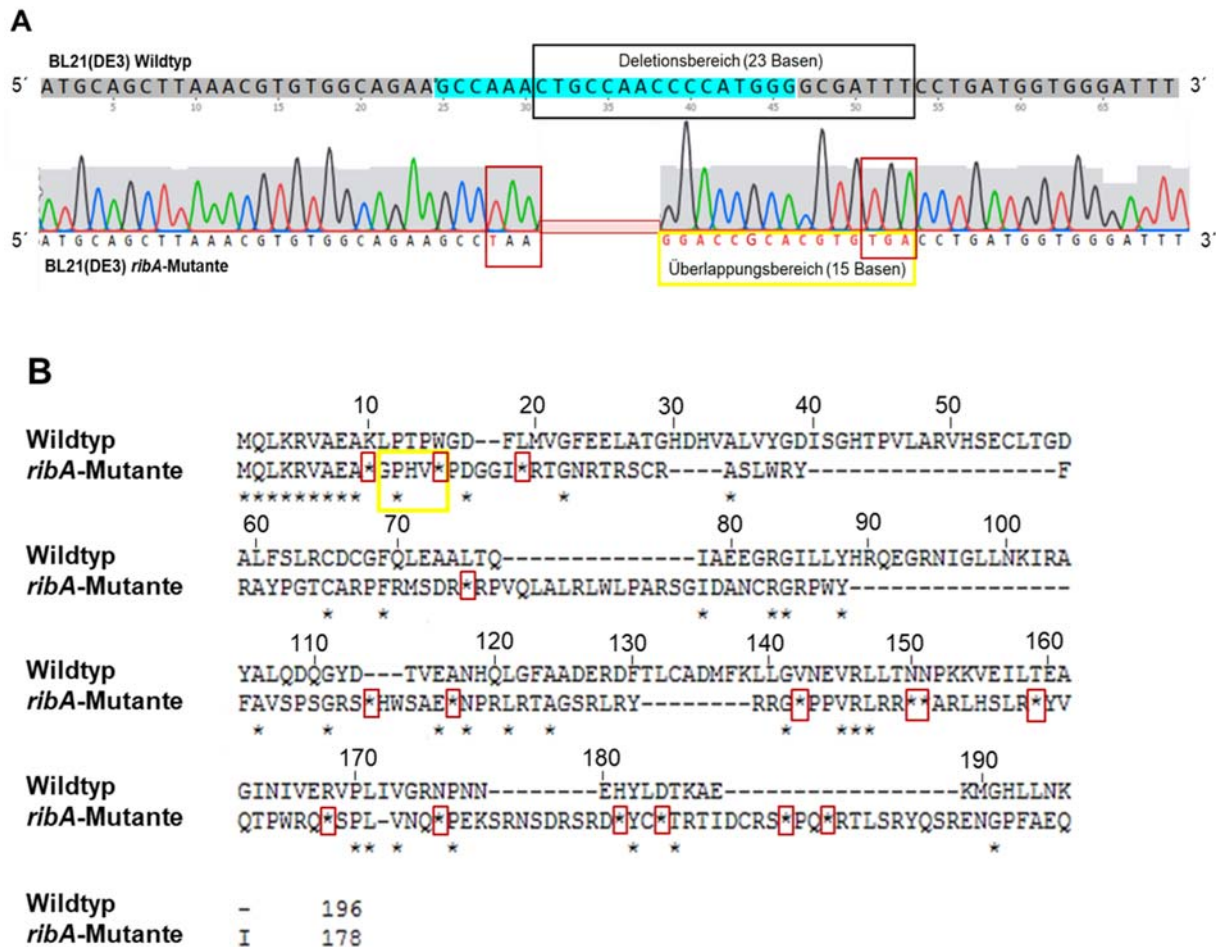 A
BL21(DE3) Wildtyp
Deletionsbereich (23 Basen)
5´ ATGCAGCTTAAACGTGTGGCAGAAGCCAAACTGCCAACCCCATGGGGCGATTTCCTGATGGTGGGATTT 3´
5 10 15 20 25 30 35 40 45 50 55 60 65
5´ ATGCAGCTTAAACGTGTGGCAGAAGCCTAA GGACCGCACGTGTGACCTGATGGTGGGATTT 3´
BL21(DE3) ribA-Mutante
Überlappungsbereich (15 Basen)
B
10 20 30 40 50
Wildtyp MQLKRVAEAKLPTPWGD--FLMVGFEELATGHDHVALVYGDISGHTPVLARVHSECLTGD
ribA-Mutante MQLKRVAEA*GPHV*PDGGI*RTGNRTRSCR----ASLWRY------------------F
********* * * * *
60 70 80 90 100
Wildtyp ALFSLRCDCGFQLEAALTQ--------------IAEEGRGILLYHRQEGRNIGLLNKIRA
ribA-Mutante RAYPGTCARPFRMSDR*RPVQLALRLWLPARSGIDANCRGRPWY----------------
* * * ** *
110 120 130 140 150 160
Wildtyp YALQDQGYD---TVEANHQLGFAADERDFTLCADMFKLLGVNEVRLLTNNPKKVEILTEA
ribA-Mutante FAVSPSGRS*HWSAE*NPRLRTAGSRLRY--------RRG*PPVRLRR**ARLHSLR*YV
* * * * * * * ***
170 180 190
Wildtyp GINIVERVPLIVGRNPNN--------EHYLDTKAE-----------------KMGHLLNK
ribA-Mutante QTPWRQ*SPL-VNQ*PEKSRNSDRSRD*YC*TRTIDCRS*PQ*RTLSRYQSRENGPFAEQ
** * * * * *
Wildtyp - 196
ribA-Mutante I 178